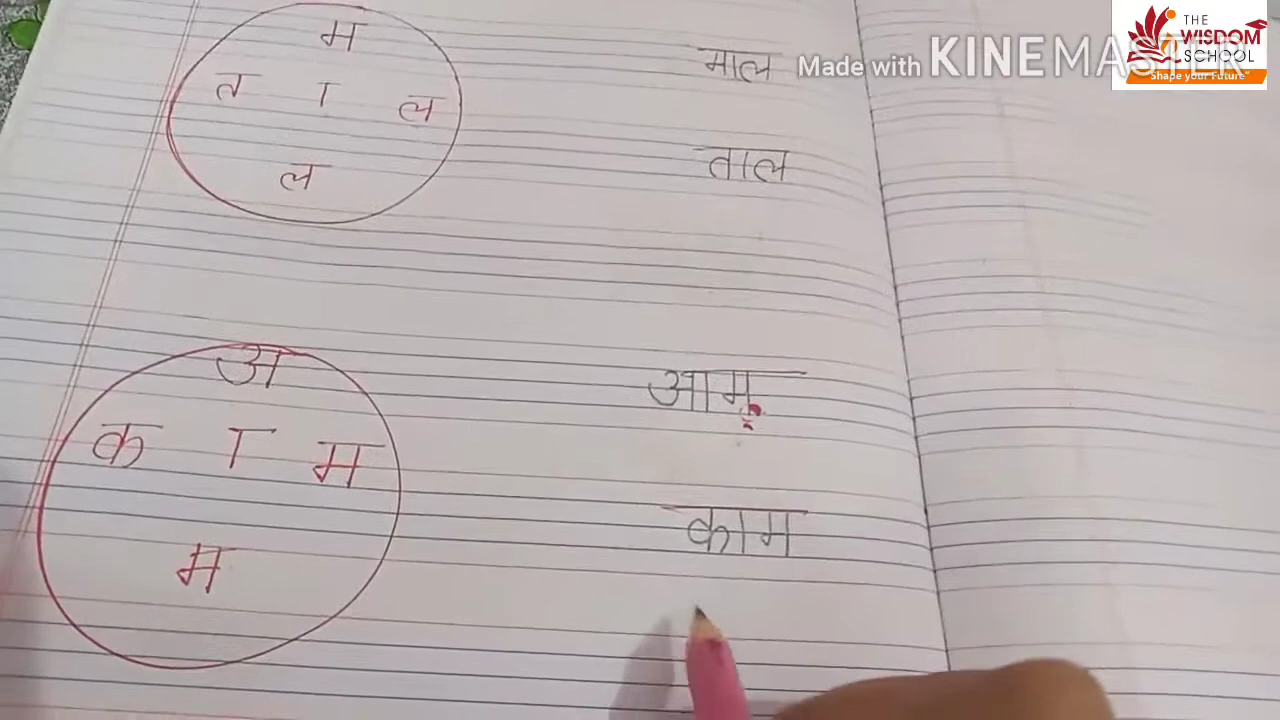 म
त ा ल
ल
माल
ताल
अ
क ा म
म
आम
काम
Made with KINEMASTER
THE
WISDOM
SCHOOL
Shape your Future